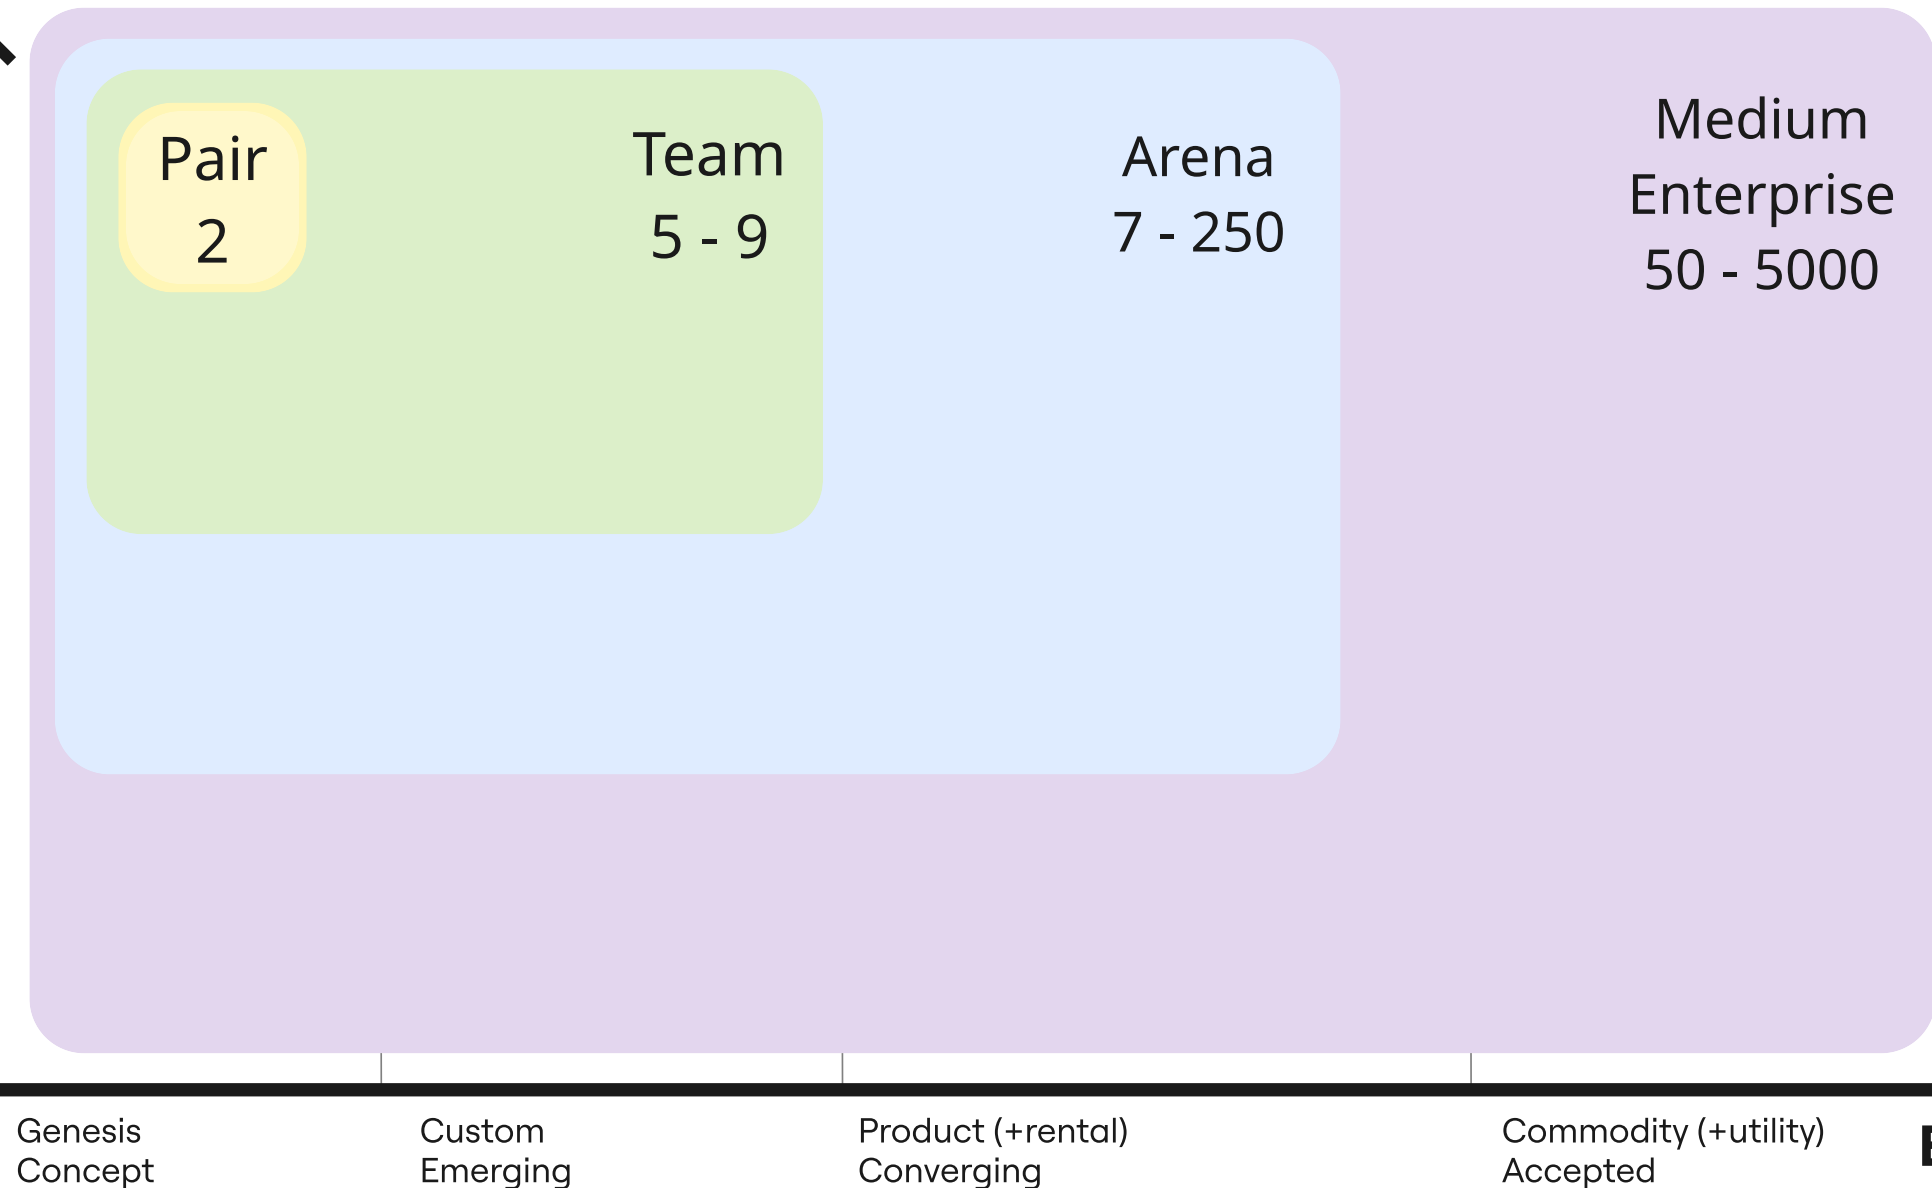 Pair
2
Team
5 - 9
Arena
7 - 250
Medium
Enterprise
50 - 5000
Genesis
Concept
Custom
Emerging
Product (+rental)
Converging
Commodity (+utility)
Accepted